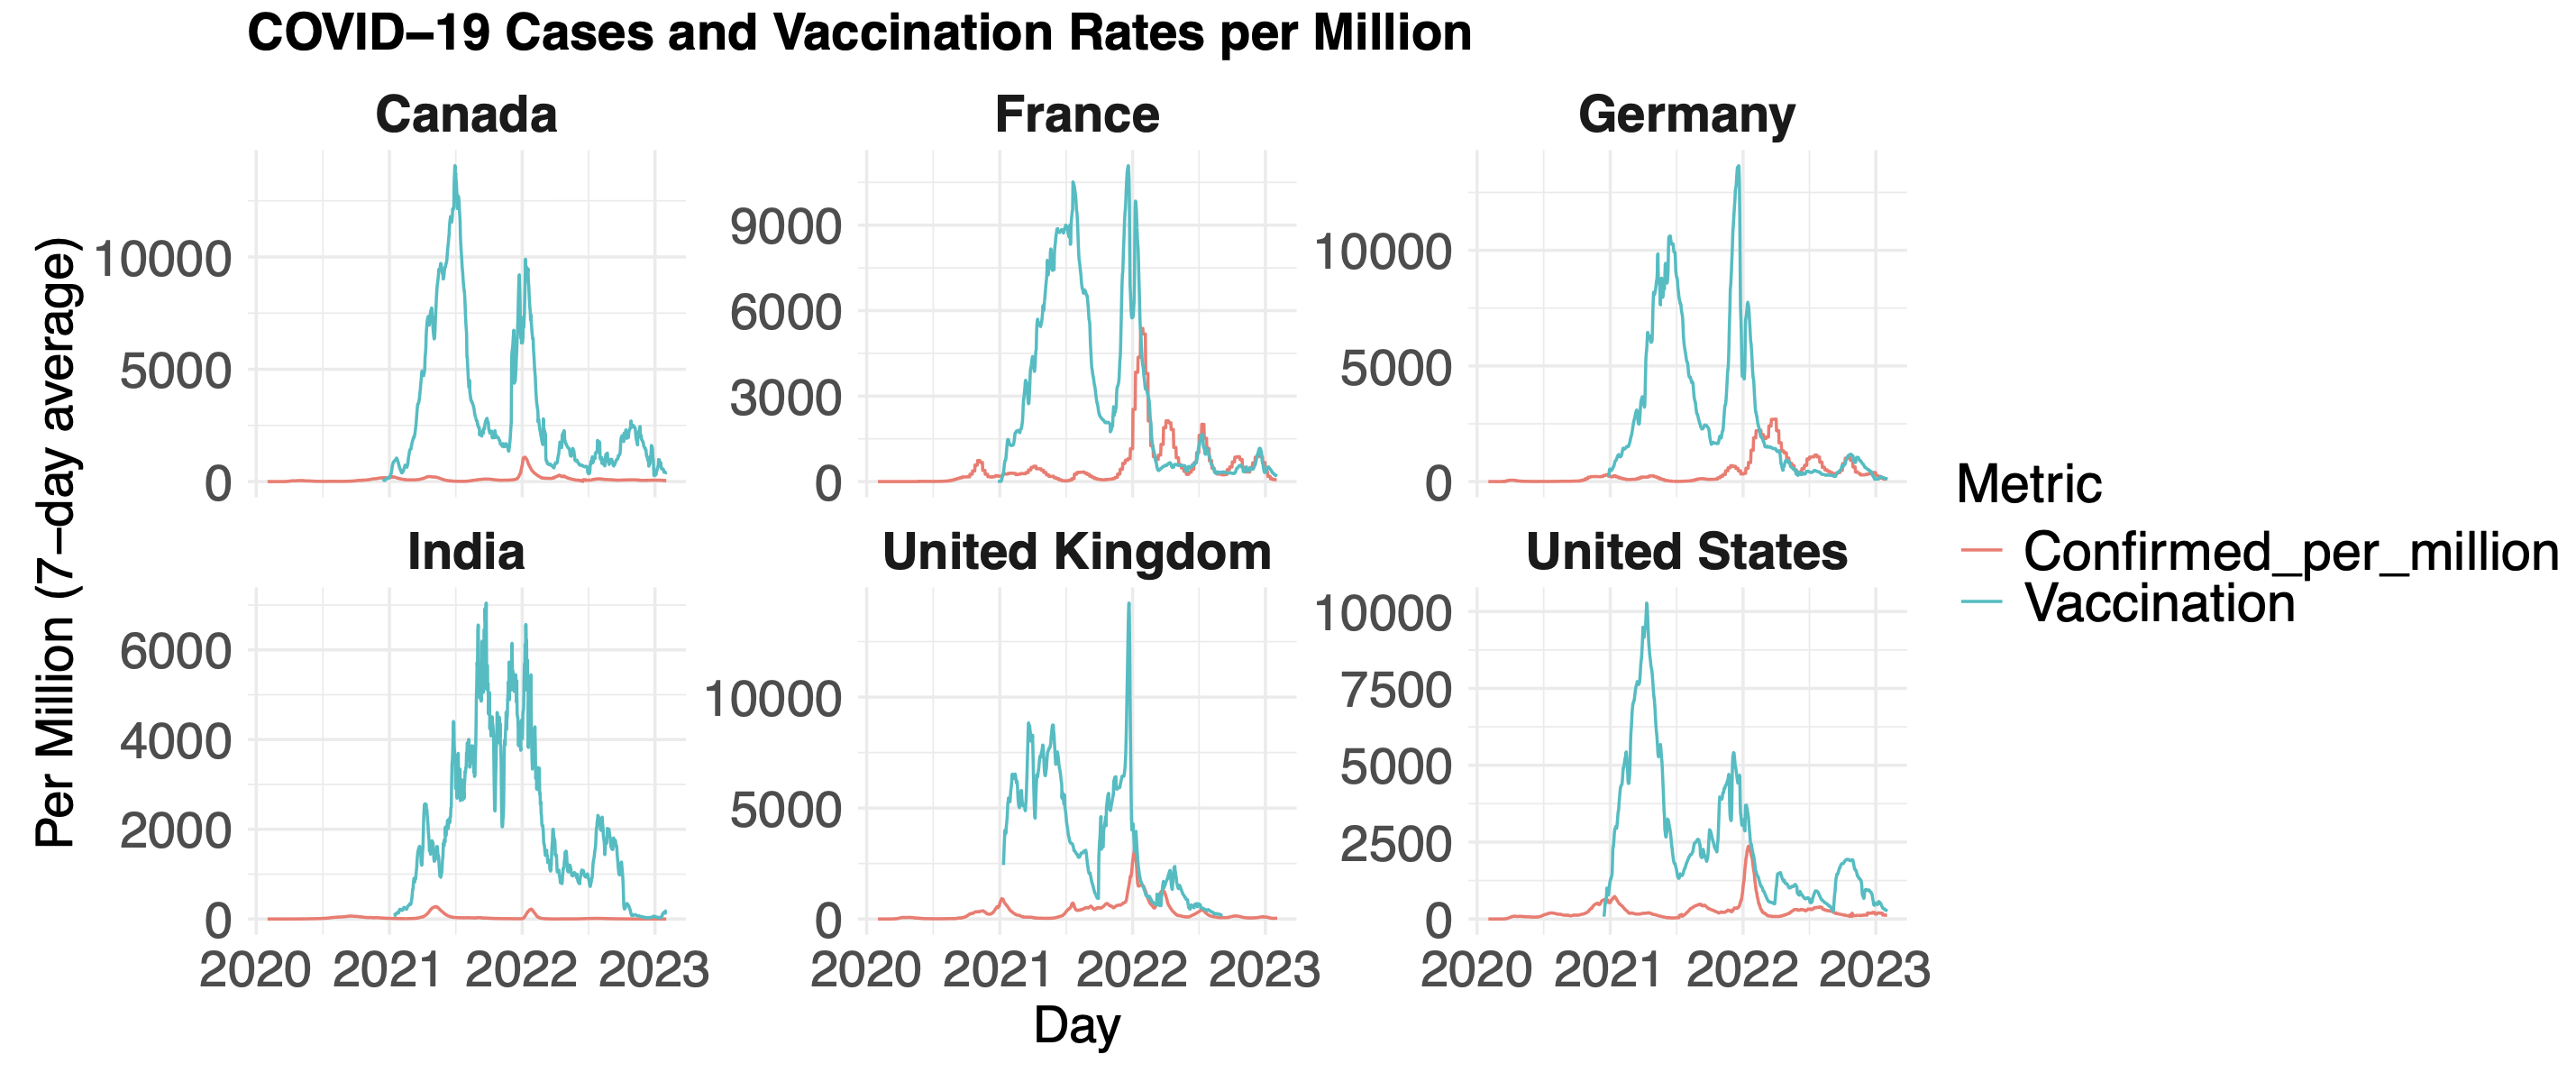 COVID−19 Cases and Vaccination Rates per Million
Canada
France
Germany
10000
5000
0
9000
6000
3000
0
10000
5000
0
India
United Kingdom
United States
6000
4000
2000
0
10000
5000
0
10000
7500
5000
2500
0
2020 2021 2022 2023
2020 2021 2022 2023
2020 2021 2022 2023
Day
Per Million (7−day average)
Metric
Confirmed_per_million
Vaccination